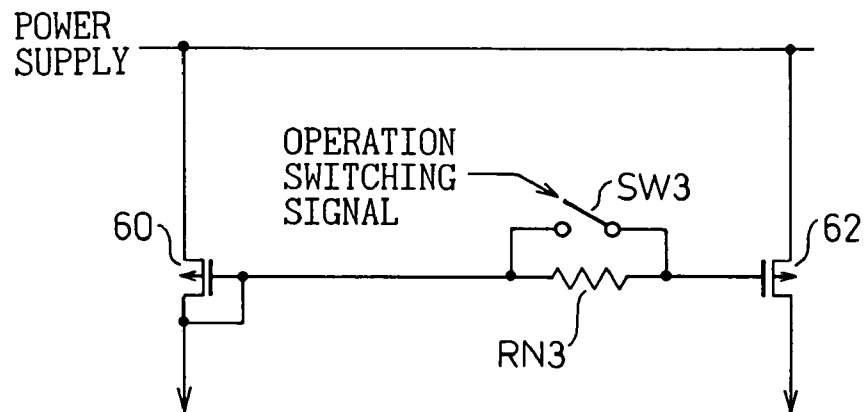 POWER
SUPPLY
OPERATION
SWITCHING
SIGNAL
SW3
60
62
RN3